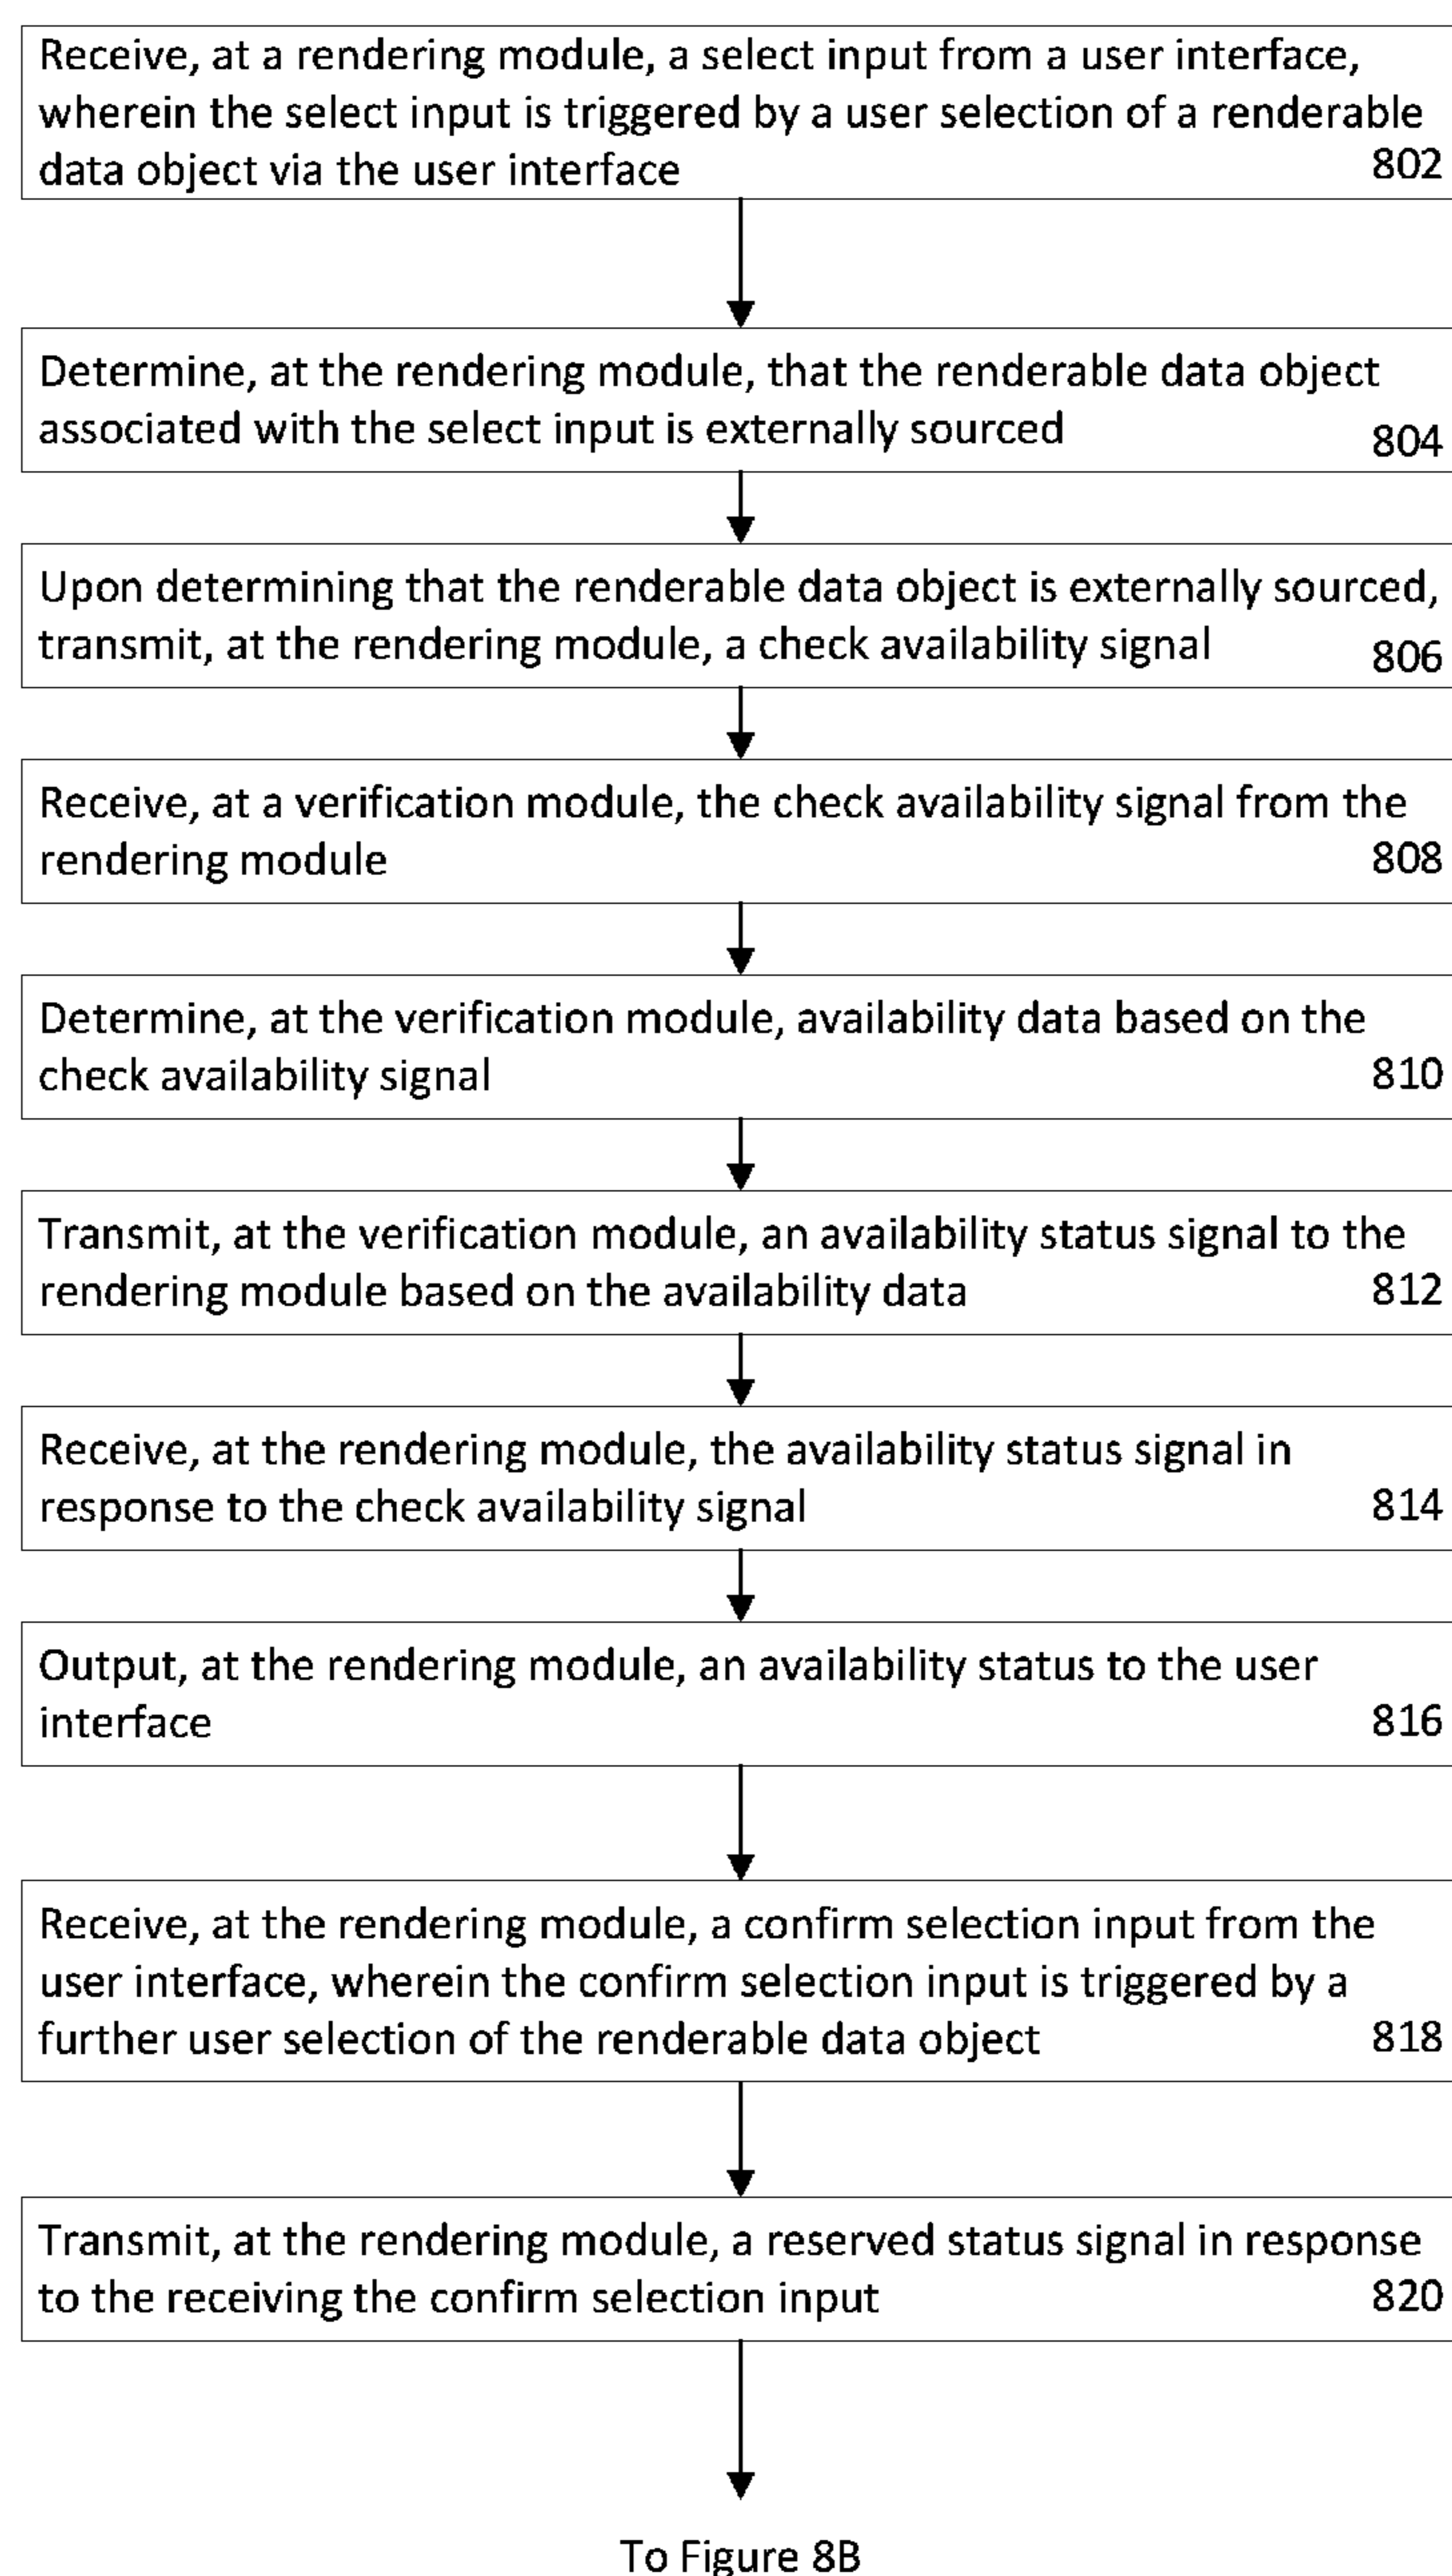 Receive, at a rendering module, a select input from a user interface,
wherein the select input is triggered by a user selection of a renderable
data object via the user interface
802
Determine, at the rendering module, that the renderable data object
associated with the select input is externally sourced
804
Upon determining that the renderable data object is externally sourced,
transmit, at the rendering module, a check availability signal
806
Receive, at a verification module, the check availability signal from the
rendering module
808
Determine, at the verification module, availability data based on the
check availability signal
810
Transmit, at the verification module, an availability status signal to the
rendering module based on the availability data
812
Receive, at the rendering module, the availability status signal in
response to the check availability signal
814
Output, at the rendering module, an availability status to the user
interface
816
Receive, at the rendering module, a confirm selection input from the
user interface, wherein the confirm selection input is triggered by a
further user selection of the renderable data object
818
Transmit, at the rendering module, a reserved status signal in response
to the receiving the confirm selection input
820
To Figure 8B